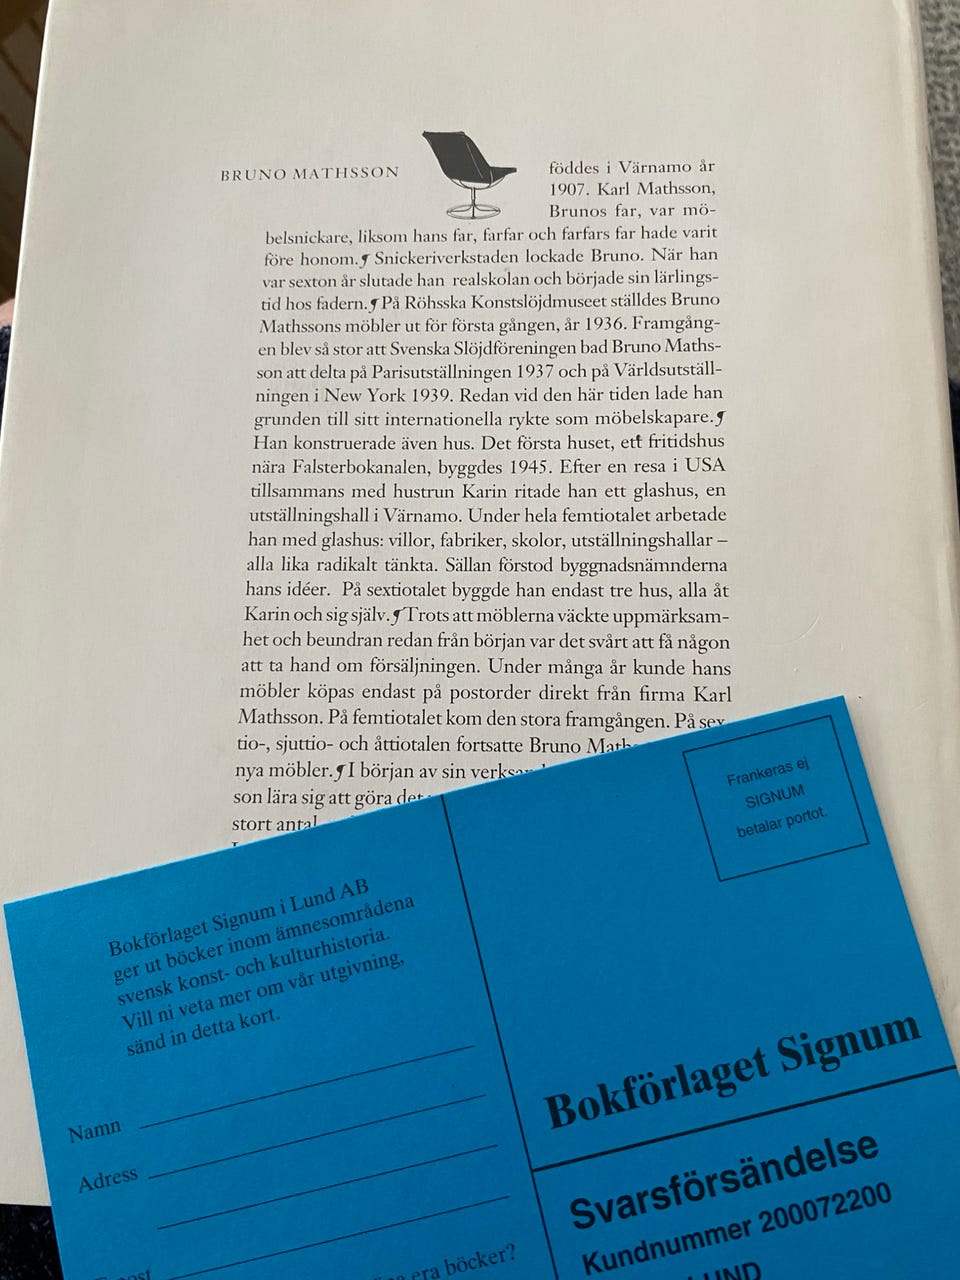 BRUNO MATHSSON föddes i Värnamo år
1907. Karl Mathsson,
Brunos far, var mö-
belsnickare, liksom hans far, farfar och farfars far hade varit
före honom.¶ Snickeriverkstaden lockade Bruno. När han
var sexton år slutade han realskolan och började sin lärlings-
tid hos fadern.¶ På Röhsska Konstslöjdmuseet ställdes Bruno
Mathssons möbler ut för första gången, år 1936. Framgång-
en blev så stor att Svenska Slöjdföreningen bad Bruno Maths-
son att delta på Parisutställningen 1937 och på Världsutställ-
ningen i New York 1939. Redan vid den här tiden lade han
grunden till sitt internationella rykte som möbelskapare.¶
Han konstruerade även hus. Det första huset, ett fritidshus
nära Falsterbokanalen, byggdes 1945. Efter en resa i USA
tillsammans med hustrun Karin ritade han ett glashus, en
utställningshall i Värnamo. Under hela femtiotalet arbetade
han med glashus: villor, fabriker, skolor, utställningshallar –
alla lika radikalt tänkta. Sällan förstod byggnadsnämnderna
hans idéer. På sextiotalet byggde han endast tre hus, alla åt
Karin och sig själv.¶ Trots att möblerna väckte uppmärksam-
het och beundran redan från början var det svårt att få någon
att ta hand om försäljningen. Under många år kunde hans
möbler köpas endast på postorder direkt från firma Karl
Mathsson. På femtiotalet kom den stora framgången. På sex-
tio-, sjuttio- och åttiotalen fortsatte Bruno
nya möbler.¶ I början av sin
son lära sig att göra
stort
Bokförlaget Signum i Lund AB
ger ut böcker inom ämnesområdena
svensk konst- och kulturhistoria.
Vill ni veta mer om vår utgivning,
sänd in detta kort.
Namn
Adress
era böcker?
Frankeras ej
SIGNUM
betalar portot.
Bokförlaget Signum
Svarsförsändelse
Kundnummer 200072200
LUND